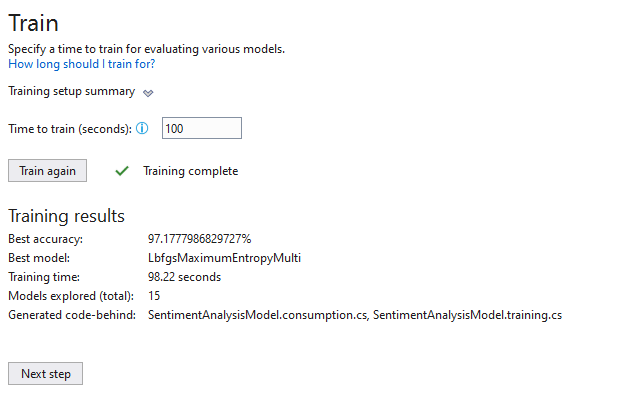 Train
Specify a time to train for evaluating various models.
How long should I train for?
Training setup summary
Time to train (seconds): 100
Train again Training complete
Training results
Best accuracy: 97.1777986829727%
Best model: LbfgsMaximumEntropyMulti
Training time: 98.22 seconds
Models explored (total): 15
Generated code-behind: SentimentAnalysisModel.consumption.cs, SentimentAnalysisModel.training.cs
Next step